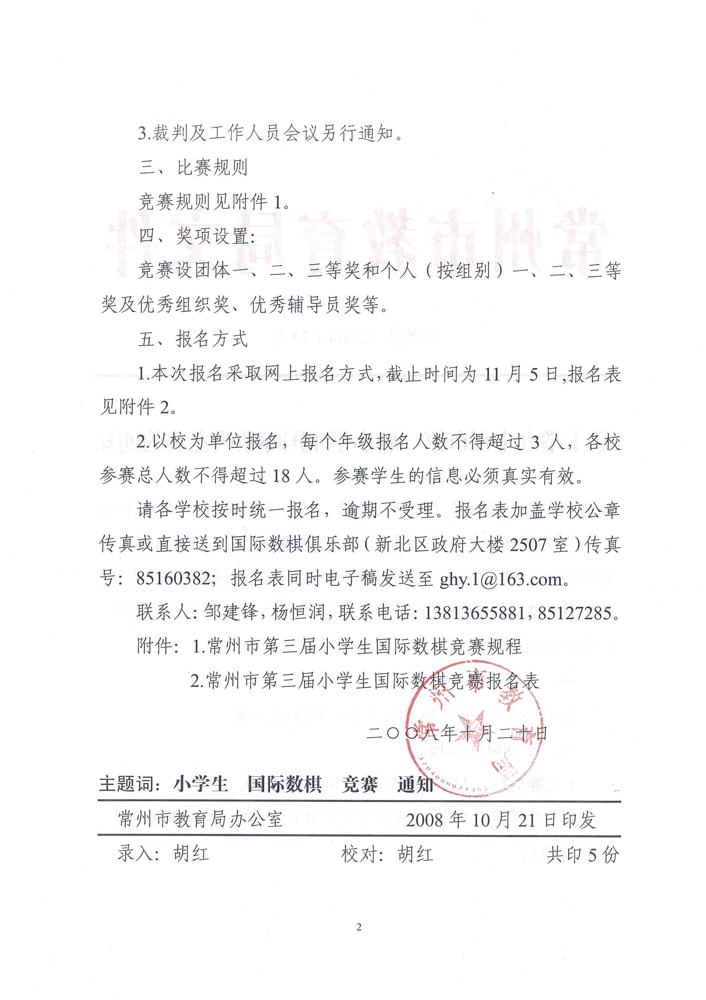 3.裁判及工作人员会议另行通知。
三、比赛规则
竞赛规则见附件 1。
四、奖项设置：
竞赛设团体一、二、三等奖和个人（按组别）一、二、三等
奖及优秀组织奖、优秀辅导员奖等。
五、报名方式
1.本次报名采取网上报名方式，截止时间为 11 月 5 日,报名表
见附件 2。
2.以校为单位报名，每个年级报名人数不得超过 3 人，各校
参赛总人数不得超过 18 人。参赛学生的信息必须真实有效。
请各学校按时统一报名，逾期不受理。报名表加盖学校公章
传真或直接送到国际数棋俱乐部（新北区政府大楼 2507 室）传真
号：85160382；报名表同时电子稿发送至 ghy.1@163.com。
联系人：邹建锋，杨恒润，联系电话：13813655881，85127285。
附件：1.常州市第三届小学生国际数棋竞赛规程
2.常州市第三届小学生国际数棋竞赛报名表
常州市教育局
二〇〇八年十月二十日
主题词：小学生 国际数棋 竞赛 通知
常州市教育局办公室 2008 年 10 月 21 日印发
录入：胡红 校对：胡红 共印 5 份
2